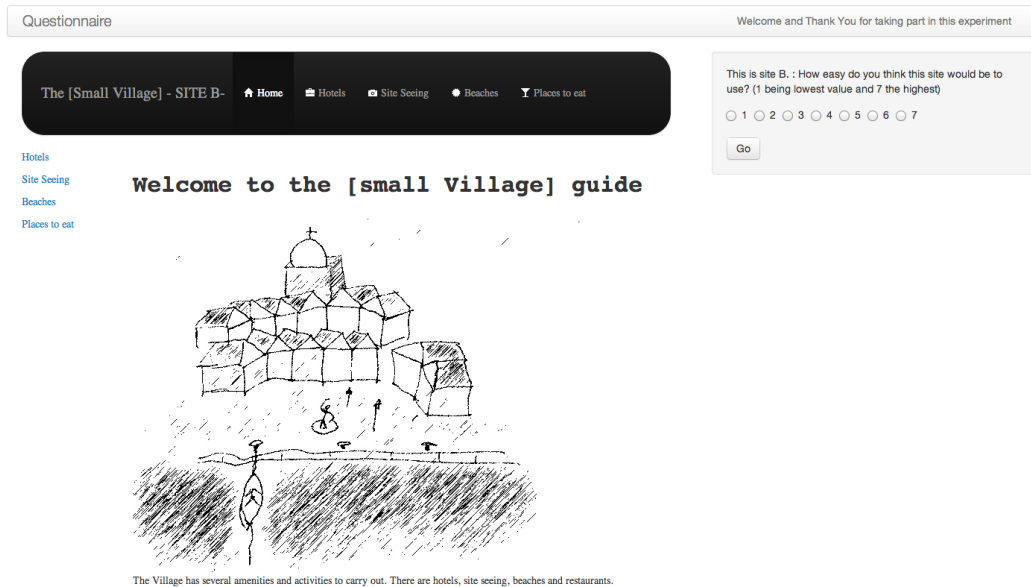 Questionnaire
Welcome and Thank You for taking part in this experiment
The [Small Village] - SITE B- Home Hotels Site Seeing Beaches Places to eat
This is site B. : How easy do you think this site would be to
use? (1 being lowest value and 7 the highest)
1 2 3 4 5 6 7
Go
Hotels
Site Seeing
Beaches
Places to eat
Welcome to the [small Village] guide
The Village has several amenities and activities to carry out. There are hotels, site seeing, beaches and restaurants.